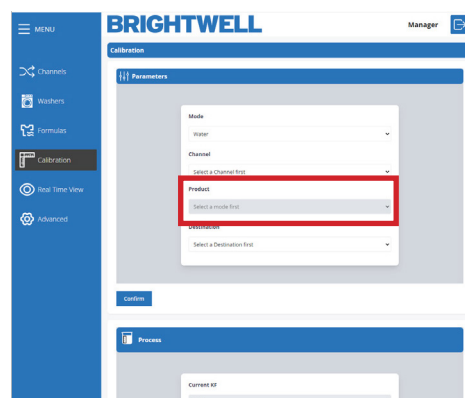 MENU
BRIGHTWELL
Manager
Calibration
Channels
Parameters
Washers
Mode
Water
Formulas
Channel
Calibration
Select a Channel first
Product
Real Time View
Select a mode first
Advanced
Destination
Select a Destination first
Confirm
Process
Current KF